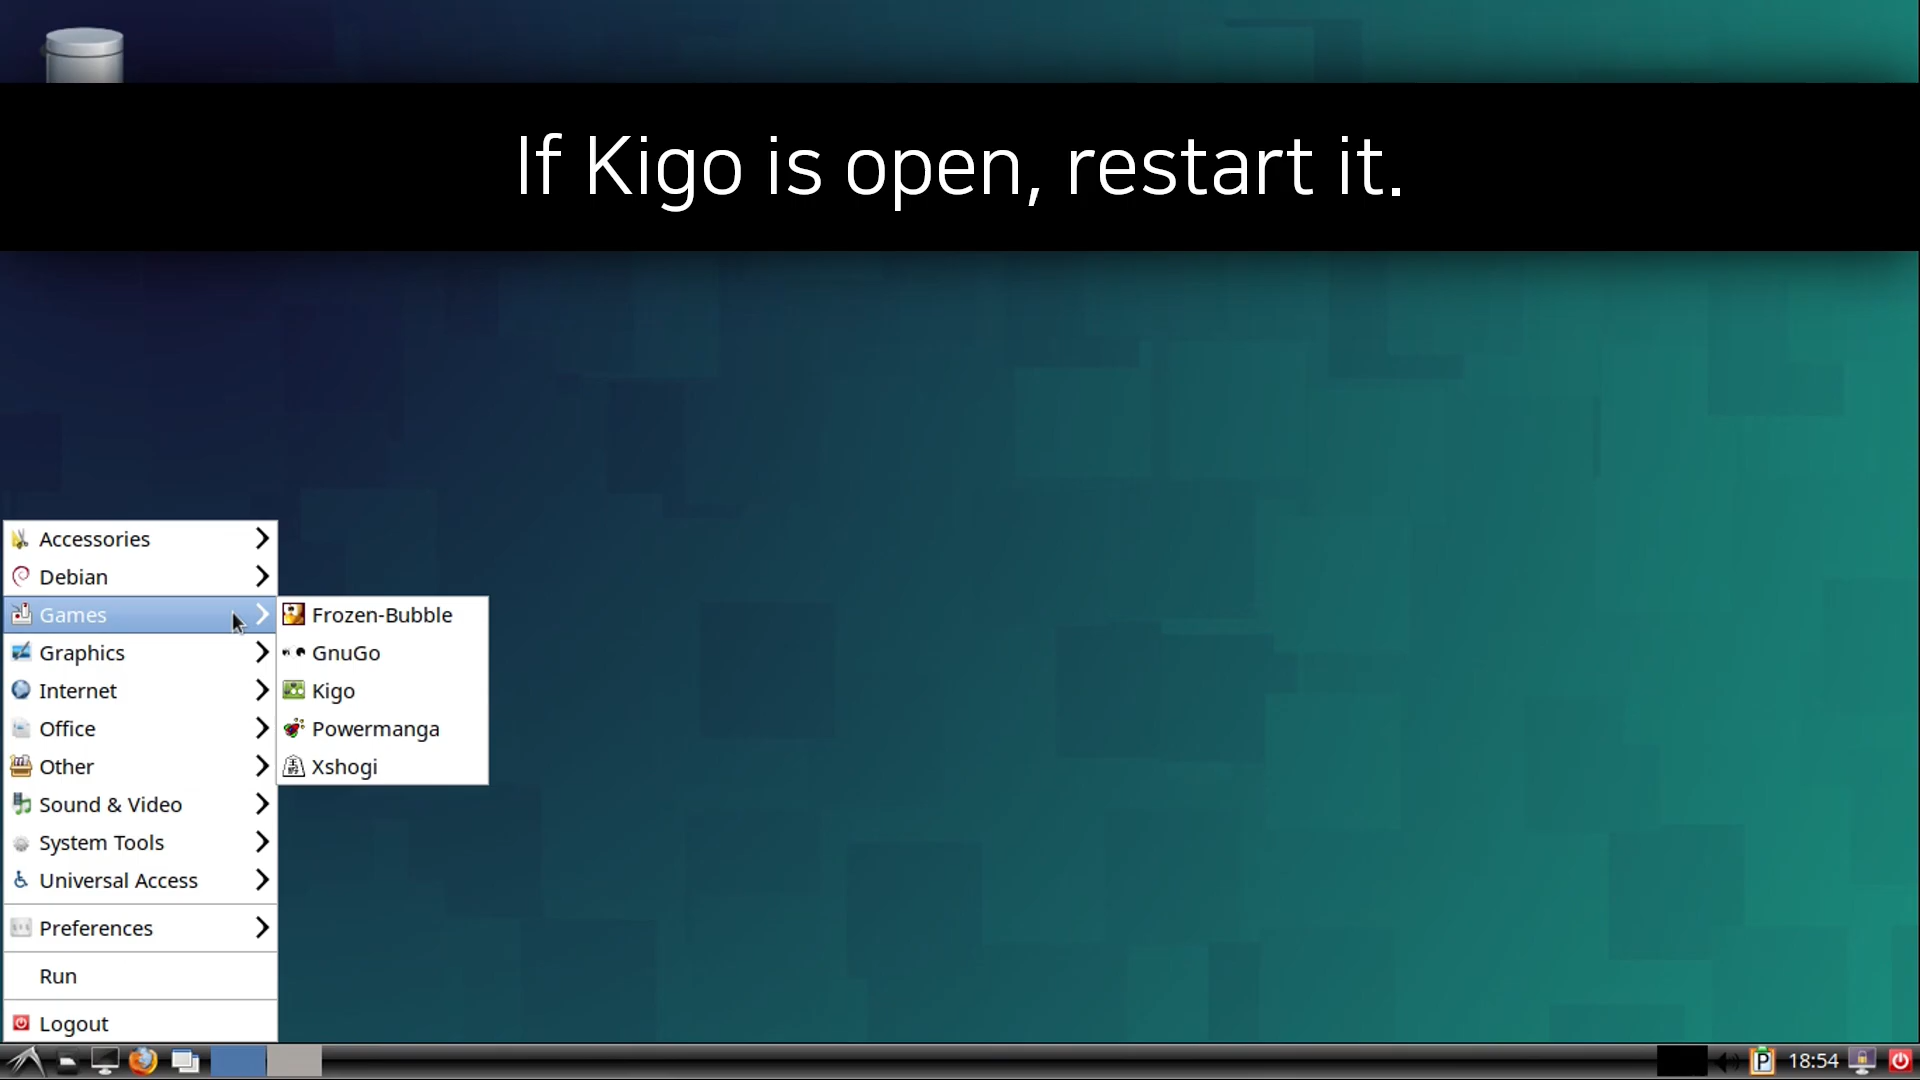 If Kigo is open, restart it.
Accessories
Debian
Games
Graphics
Internet
Office
Other
Sound & Video
System Tools
Universal Access
Preferences
Run
Logout
Frozen-Bubble
GnuGo
Kigo
Powermanga
Xshogi
P
18:54